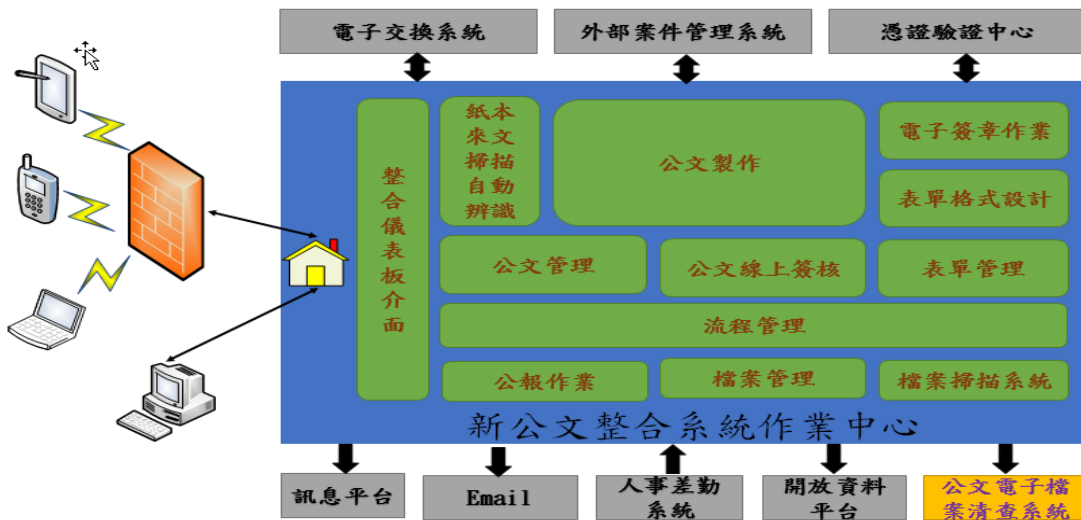 電子交換系統
外部案件管理系統
憑證驗證中心
整合儀表板介面
紙本
來文
掃描
自動
辨識
公文製作
電子簽章作業
表單格式設計
公文管理
公文線上簽核
表單管理
流程管理
公報作業
檔案管理
檔案掃描系統
新公文整合系統作業中心
訊息平台
Email
人事差勤
系統
開放資料
平台
公文電子檔
案清查系統